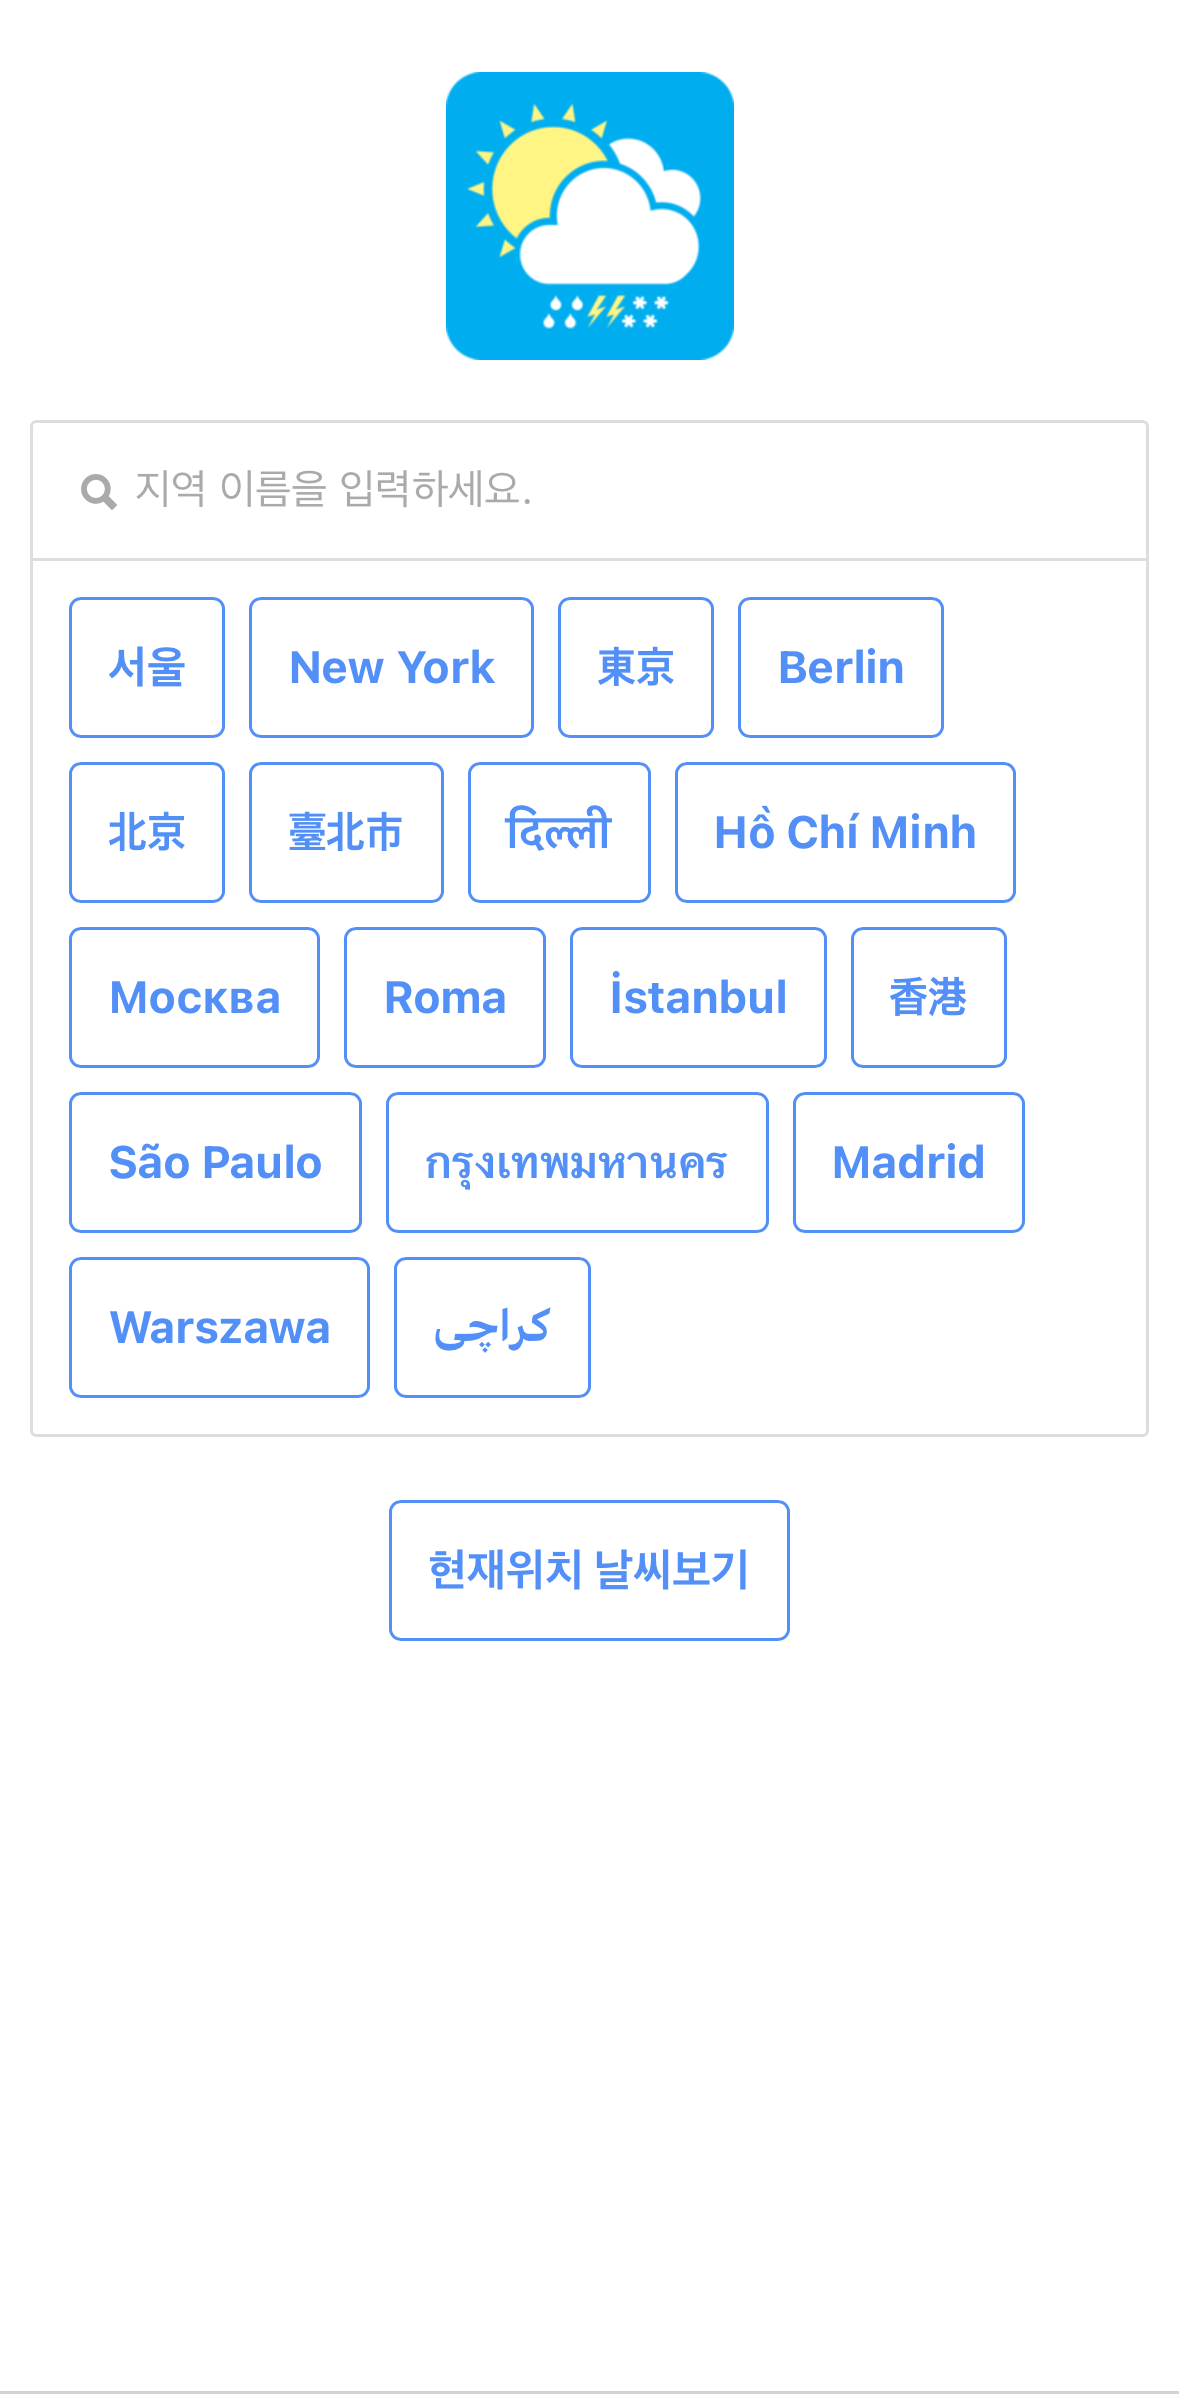 지역 이름을 입력하세요.
서울 New York 東京 Berlin
北京 臺北市 दिल्ली Hồ Chí Minh
Москва Roma İstanbul 香港
São Paulo กรุงเทพมหานคร Madrid
Warszawa کراچی
현재위치 날씨보기